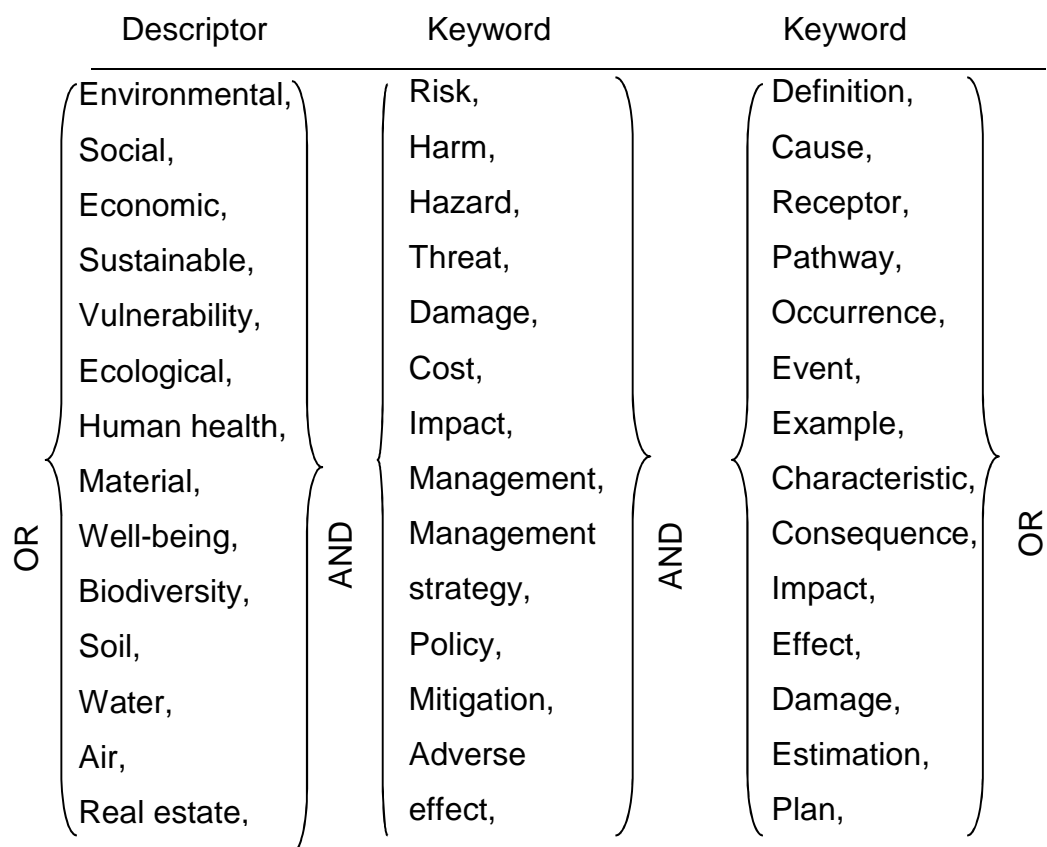 Descriptor Keyword Keyword
Environmental, Risk, Definition,
Social, Harm, Cause,
Economic, Hazard, Receptor,
Sustainable, Threat, Pathway,
Vulnerability, Damage, Occurrence,
Ecological, Cost, Event,
Human health, Impact, Example,
Material, Management, Characteristic,
OR Well-being, AND Management AND Consequence, OR
Biodiversity, strategy, Impact,
Soil, Policy, Effect,
Water, Mitigation, Damage,
Air, Adverse Estimation,
Real estate, effect, Plan,